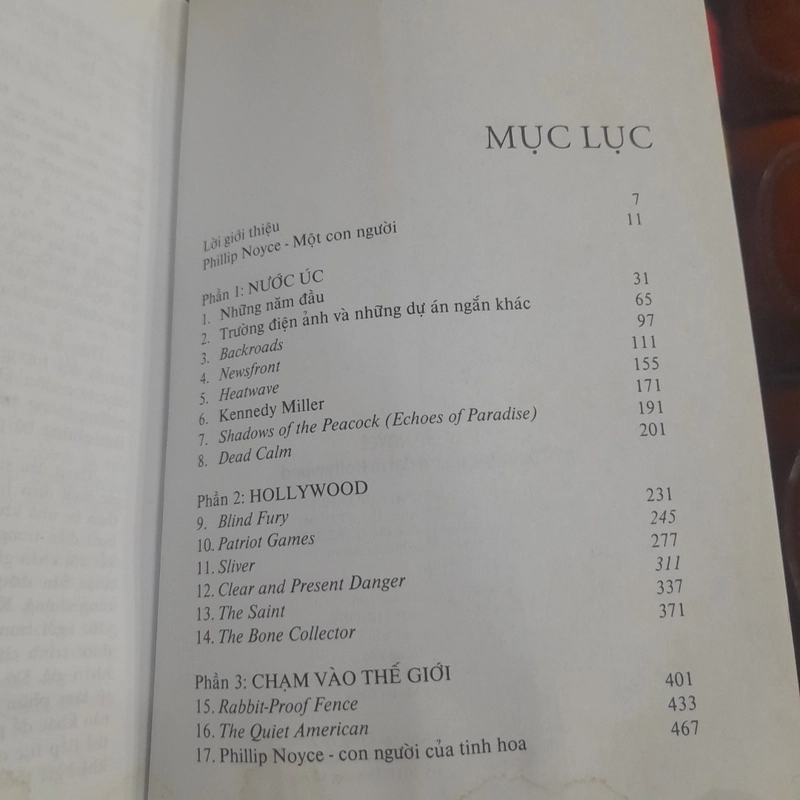 MỤC LỤC
Lời giới thiệu 7
Phillip Noyce - Một con người 11
Phần 1: NƯỚC ÚC
1. Những năm đầu 31
2. Trường điện ảnh và những dự án ngắn khác 65
3. Backroads 97
4. Newsfront 111
5. Heatwave 155
6. Kennedy Miller 171
7. Shadows of the Peacock (Echoes of Paradise) 191
8. Dead Calm 201
Phần 2: HOLLYWOOD
9. Blind Fury 231
10. Patriot Games 245
11. Sliver 277
12. Clear and Present Danger 311
13. The Saint 337
14. The Bone Collector 371
Phần 3: CHẠM VÀO THẾ GIỚI
15. Rabbit-Proof Fence 401
16. The Quiet American 433
17. Phillip Noyce - con người của tinh hoa 467